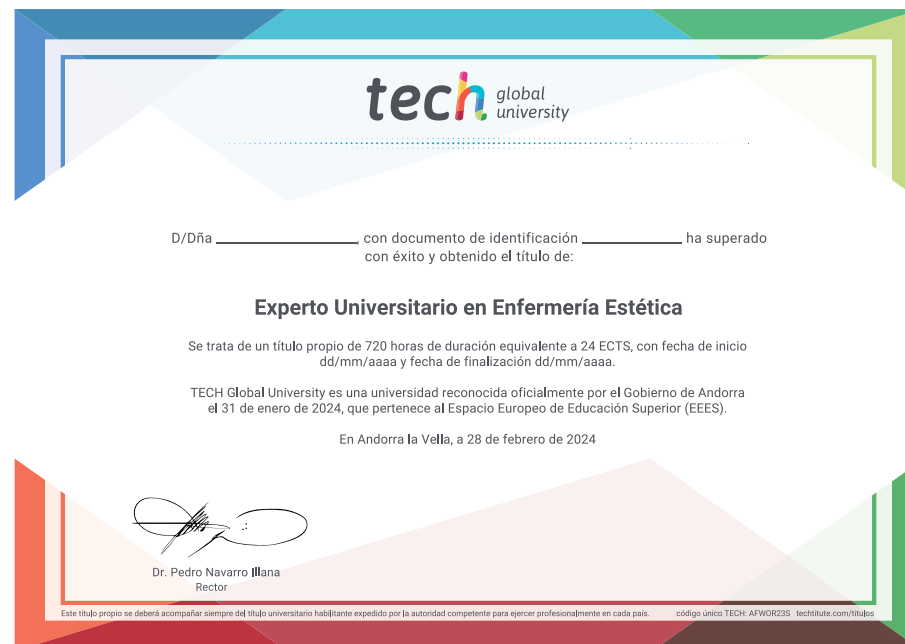 tech global university
D/Dña ____________________, con documento de identificación ______________ ha superado
con éxito y obtenido el título de:
Experto Universitario en Enfermería Estética
Se trata de un título propio de 720 horas de duración equivalente a 24 ECTS, con fecha de inicio
dd/mm/aaaa y fecha de finalización dd/mm/aaaa.
TECH Global University es una universidad reconocida oficialmente por el Gobierno de Andorra
el 31 de enero de 2024, que pertenece al Espacio Europeo de Educación Superior (EEES).
En Andorra la Vella, a 28 de febrero de 2024
Dr. Pedro Navarro Illana
Rector
Este título propio se deberá acompañar siempre del título universitario habilitante expedido por la autoridad competente para ejercer profesionalmente en cada país. código único TECH: AFWOR23S techtitute.com/titulos